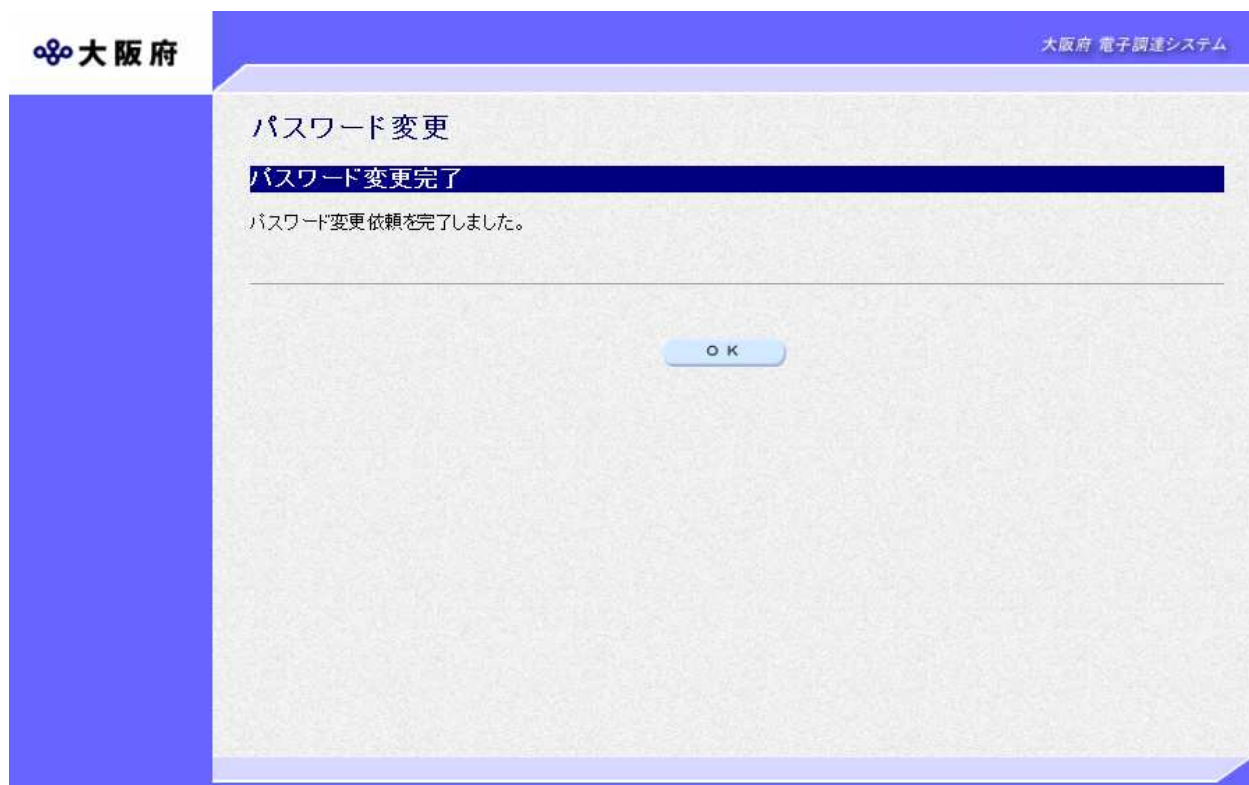 大阪府
大阪府 電子調達システム
パスワード変更
パスワード変更完了
パスワード変更依頼を完了しました。
ＯＫ